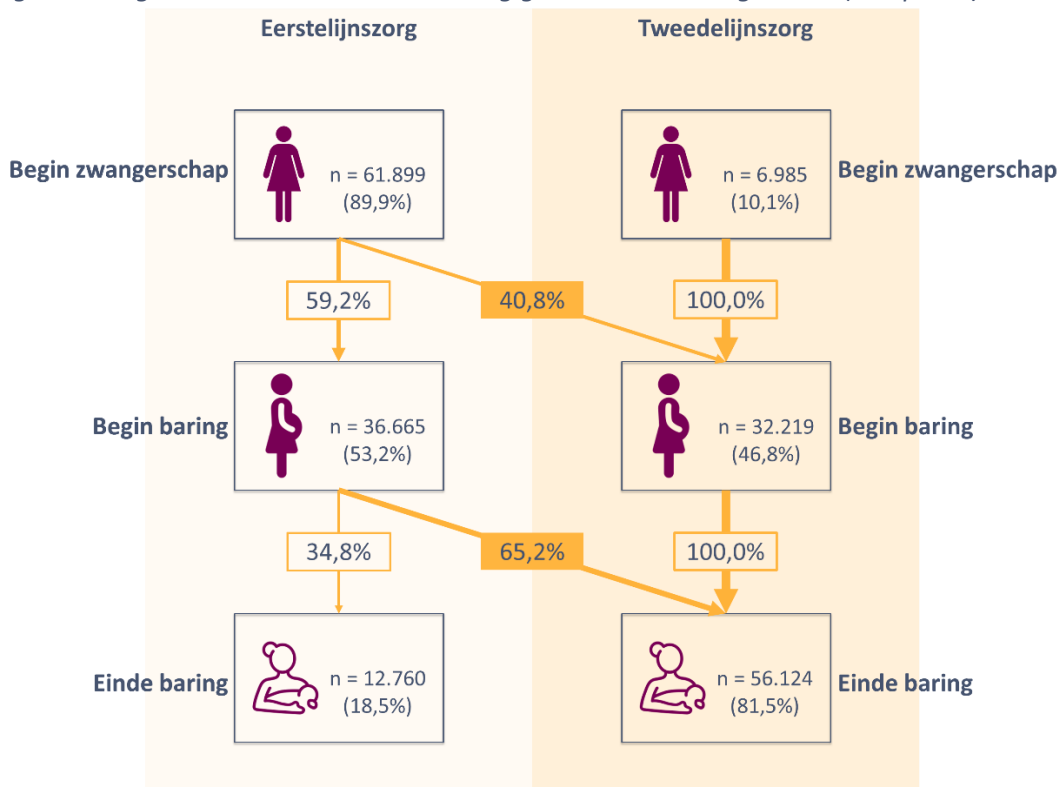 Eerstelijnszorg Tweedelijnszorg
Begin zwangerschap n = 61.899 (89,9%) n = 6.985 (10,1%) Begin zwangerschap
59,2% 40,8% 100,0%
Begin baring n = 36.665 (53,2%) n = 32.219 (46,8%) Begin baring
34,8% 65,2% 100,0%
Einde baring n = 12.760 (18,5%) n = 56.124 (81,5%) Einde baring